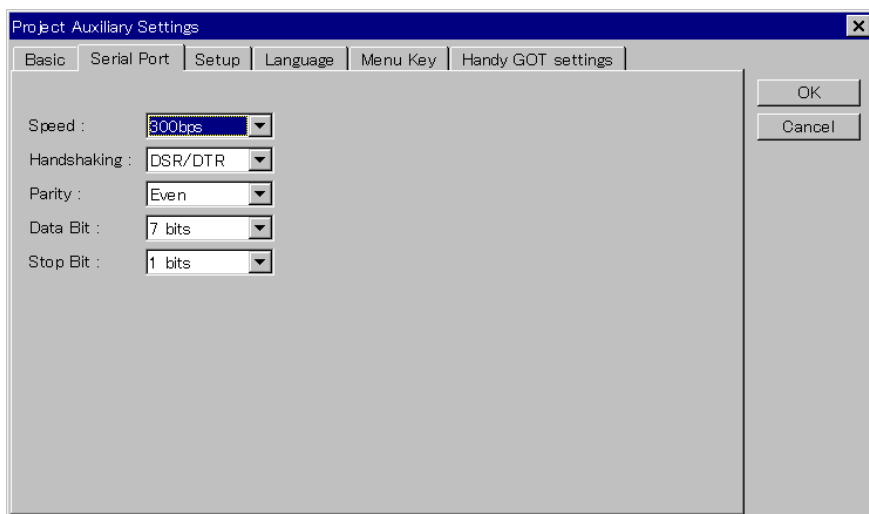 Project Auxiliary Settings
Basic Serial Port Setup Language Menu Key Handy GOT settings
OK
Cancel
Speed : 300bps
Handshaking : DSR/DTR
Parity : Even
Data Bit : 7 bits
Stop Bit : 1 bits